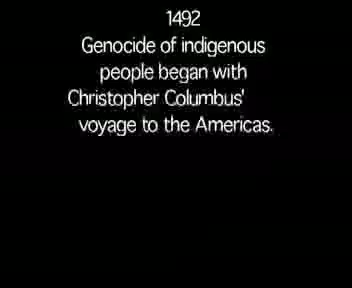 1492
Genocide of indigenous
people began with
Christopher Columbus'
voyage to the Americas.